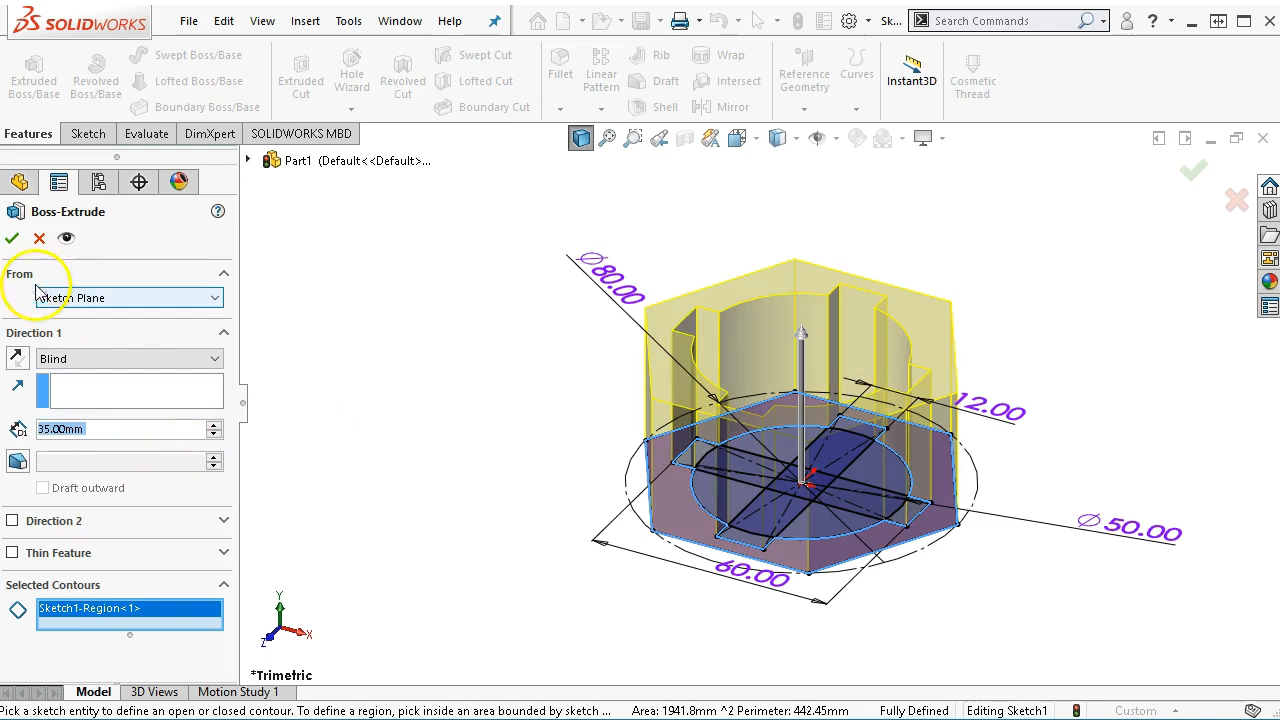 SOLIDWORKS File Edit View Insert Tools Window Help Sk... Search Commands
Extruded Boss/Base Revolved Boss/Base Swept Boss/Base Lofted Boss/Base Boundary Boss/Base Extruded Cut Hole Wizard Revolved Cut Swept Cut Lofted Cut Boundary Cut Fillet Linear Pattern Rib Draft Shell Wrap Intersect Mirror Reference Geometry Curves Instant3D Cosmetic Thread
Features Sketch Evaluate DimXpert SOLIDWORKS MBD
Part1 (Default<<Default>...
Boss-Extrude
From
Sketch Plane
Direction 1
Blind
D1
35.00mm
Draft outward
Direction 2
Thin Feature
Selected Contours
Sketch1-Region<1>
∅80.00
12.00
∅ 50.00
60.00
Y
X
Z
*Trimetric
Model 3D Views Motion Study 1
Pick a sketch entity to define an open or closed contour. To define a region, pick inside an area bounded by sketch ... Area: 1941.8mm ^2 Perimeter: 442.45mm Fully Defined Editing Sketch1 Custom